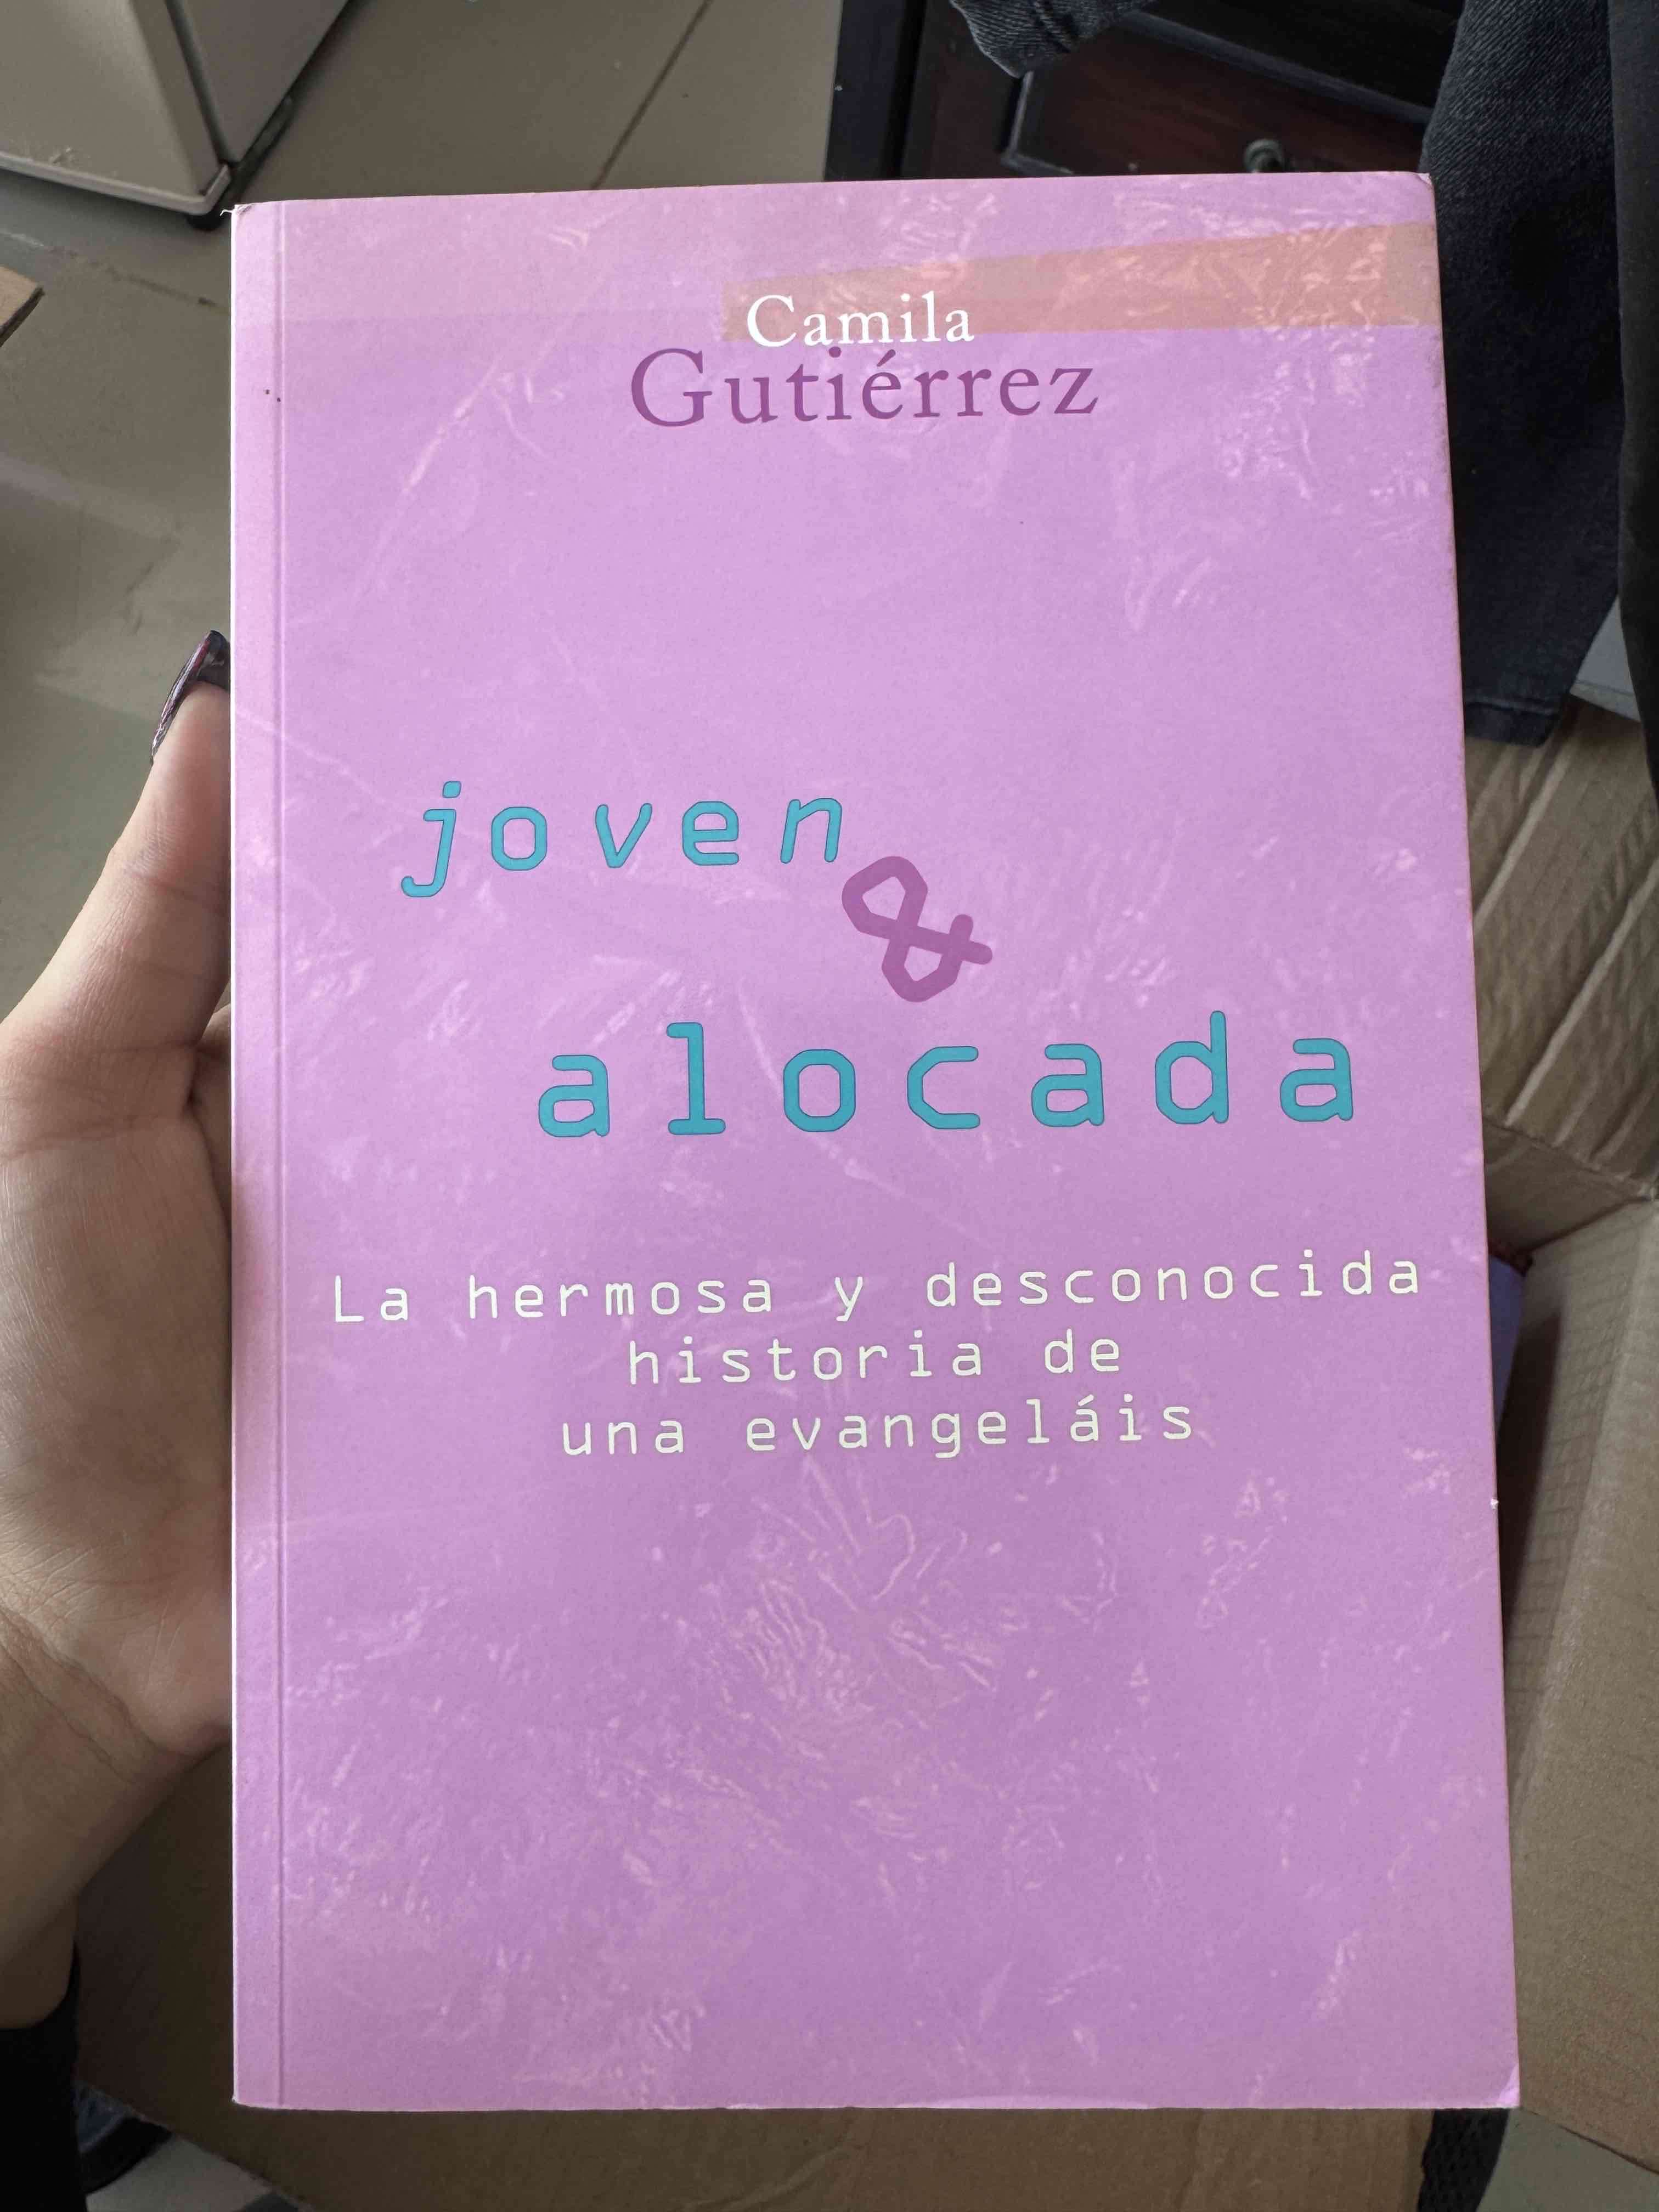 Camila
Gutiérrez
joven
&
alocada
La hermosa y desconocida
historia de
una evangeláis